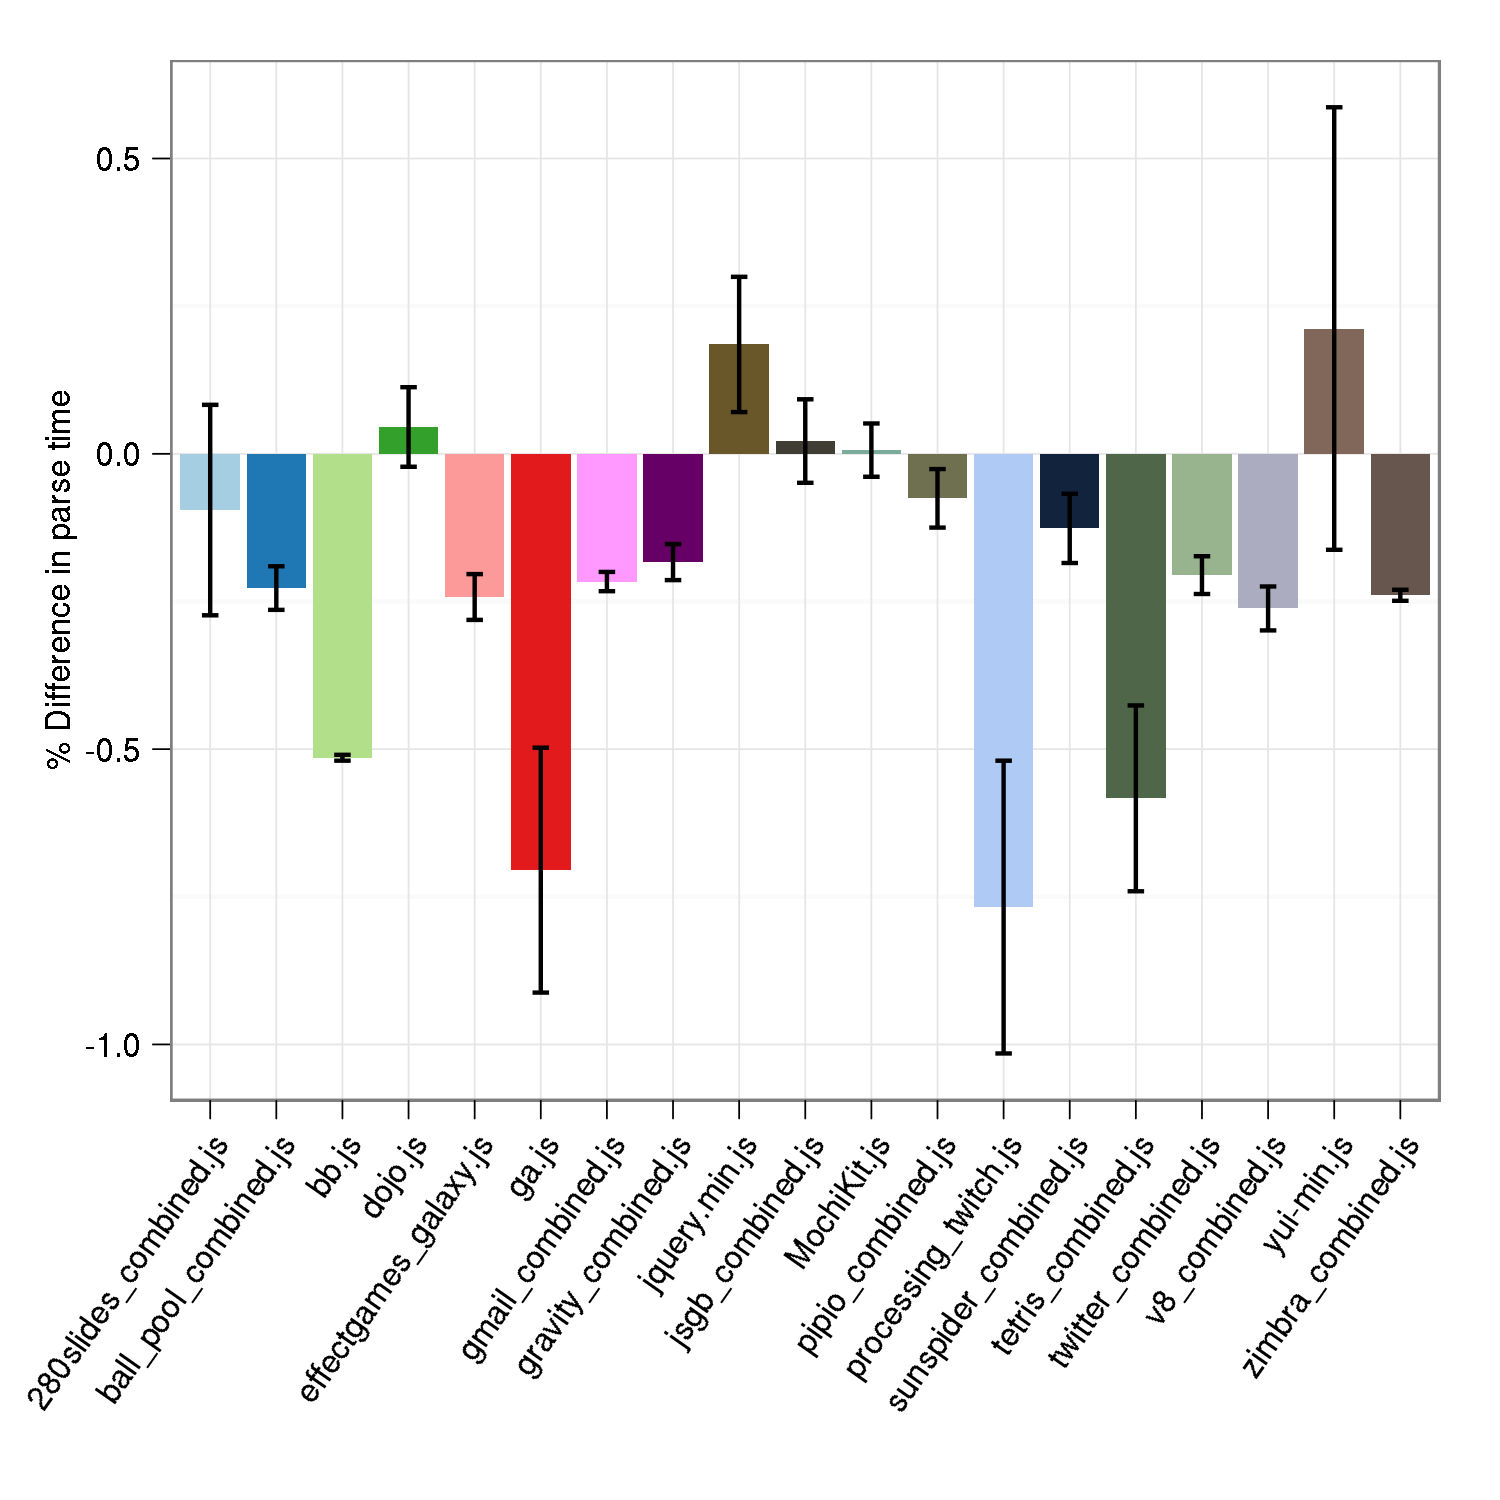 % Difference in parse time
0.5
0.0
-0.5
-1.0
280slides_combined.js
ball_pool_combined.js
bb.js
dojo.js
effectgames_galaxy.js
ga.js
gmail_combined.js
gravity_combined.js
jquery.min.js
jsgb_combined.js
MochiKit.js
pipio_combined.js
processing_twitch.js
sunspider_combined.js
tetris_combined.js
twitter_combined.js
v8_combined.js
yui-min.js
zimbra_combined.js